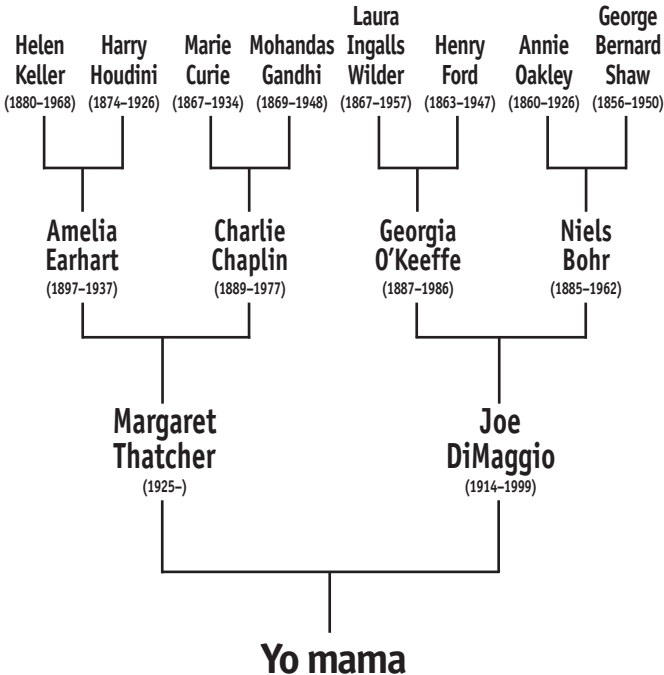 Helen
Keller
(1880–1968)
Harry
Houdini
(1874–1926)
Marie
Curie
(1867–1934)
Mohandas
Gandhi
(1869–1948)
Laura
Ingalls
Wilder
(1867–1957)
Henry
Ford
(1863–1947)
Annie
Oakley
(1860–1926)
George
Bernard
Shaw
(1856–1950)
Amelia
Earhart
(1897–1937)
Charlie
Chaplin
(1889–1977)
Georgia
O'Keeffe
(1887–1986)
Niels
Bohr
(1885–1962)
Margaret
Thatcher
(1925–)
Joe
DiMaggio
(1914–1999)
Yo mama